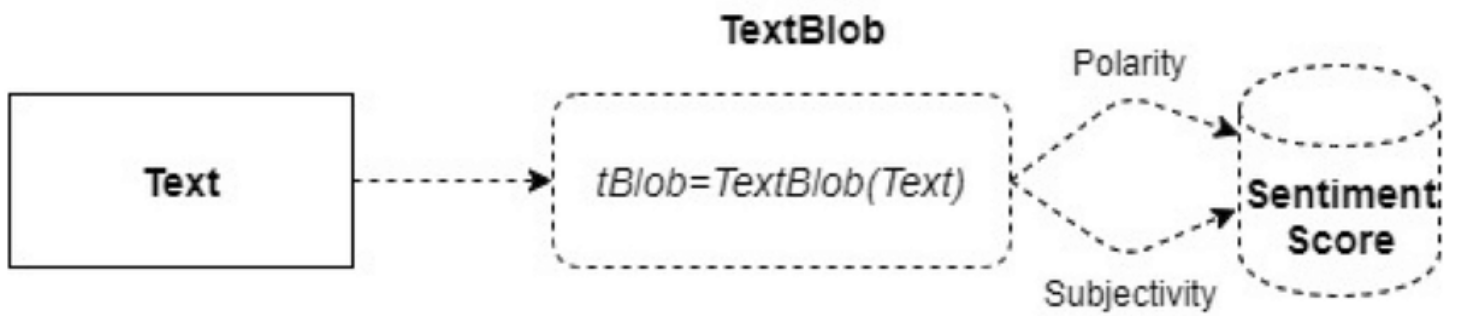 TextBlob
Polarity
Text
tBlob=TextBlob(Text)
Sentiment
Score
Subjectivity